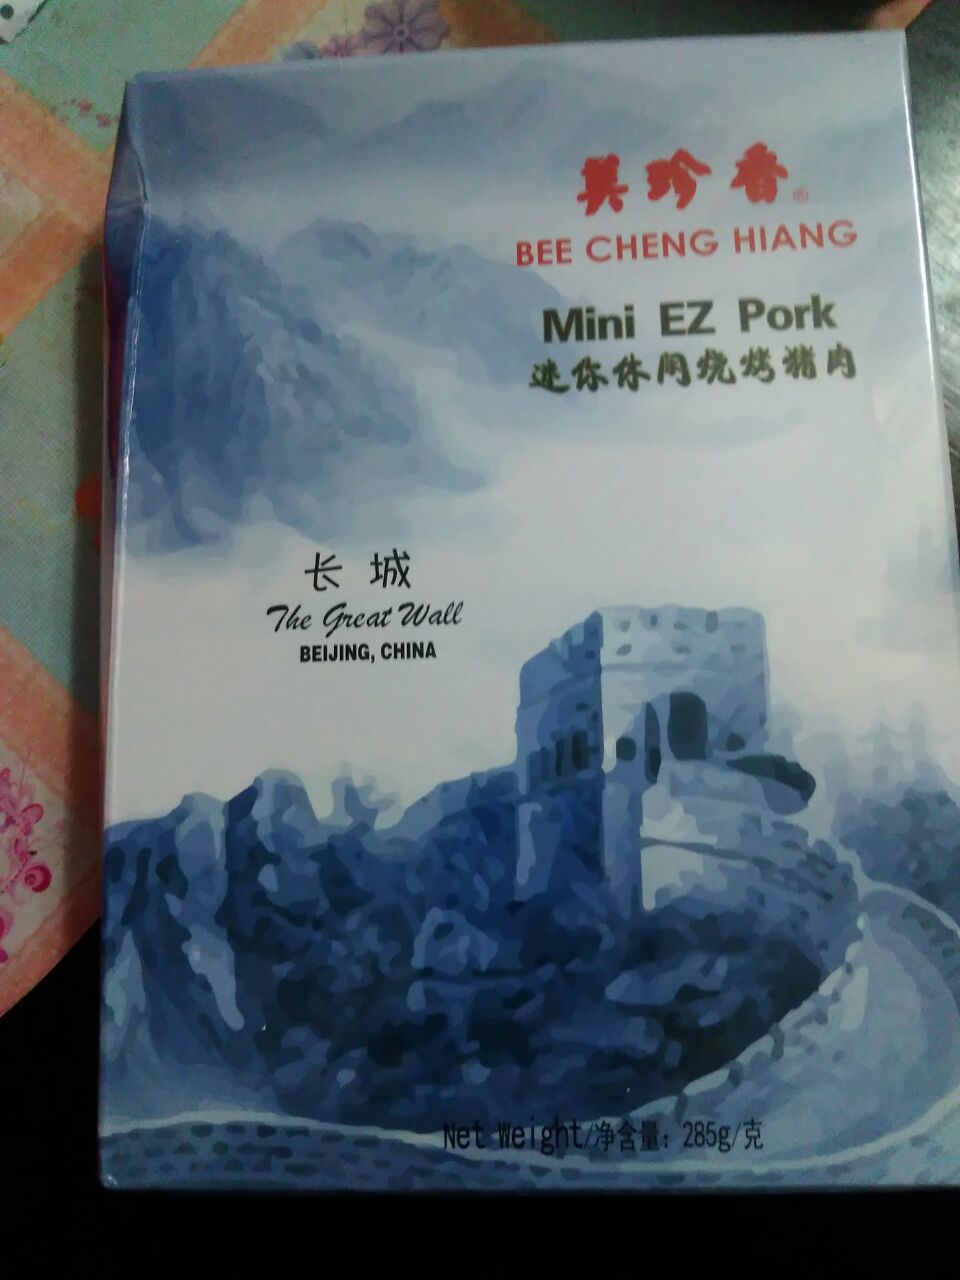 美珍香®
BEE CHENG HIANG
Mini EZ Pork
迷你休闲烧烤猪肉
长城
The Great Wall
BEIJING, CHINA
Net Weight/净含量: 285g/克